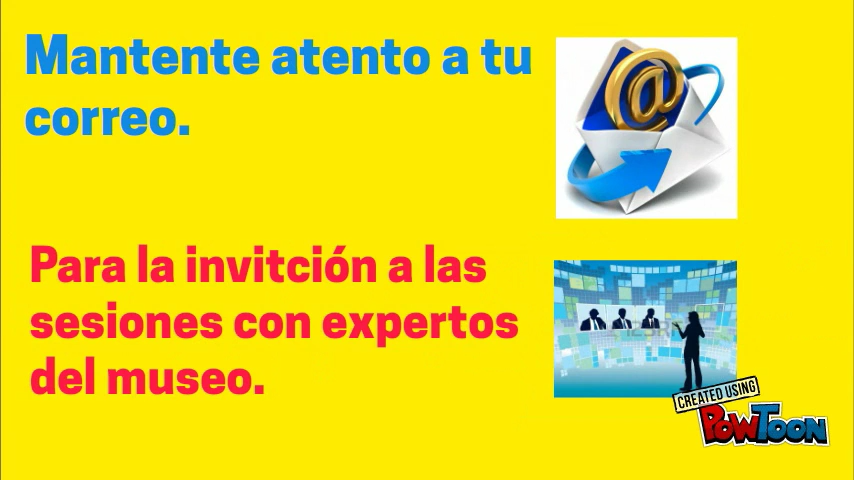 Mantente atento a tu
correo.
Para la invitción a las
sesiones con expertos
del museo.
CREATED USING
POWTOON